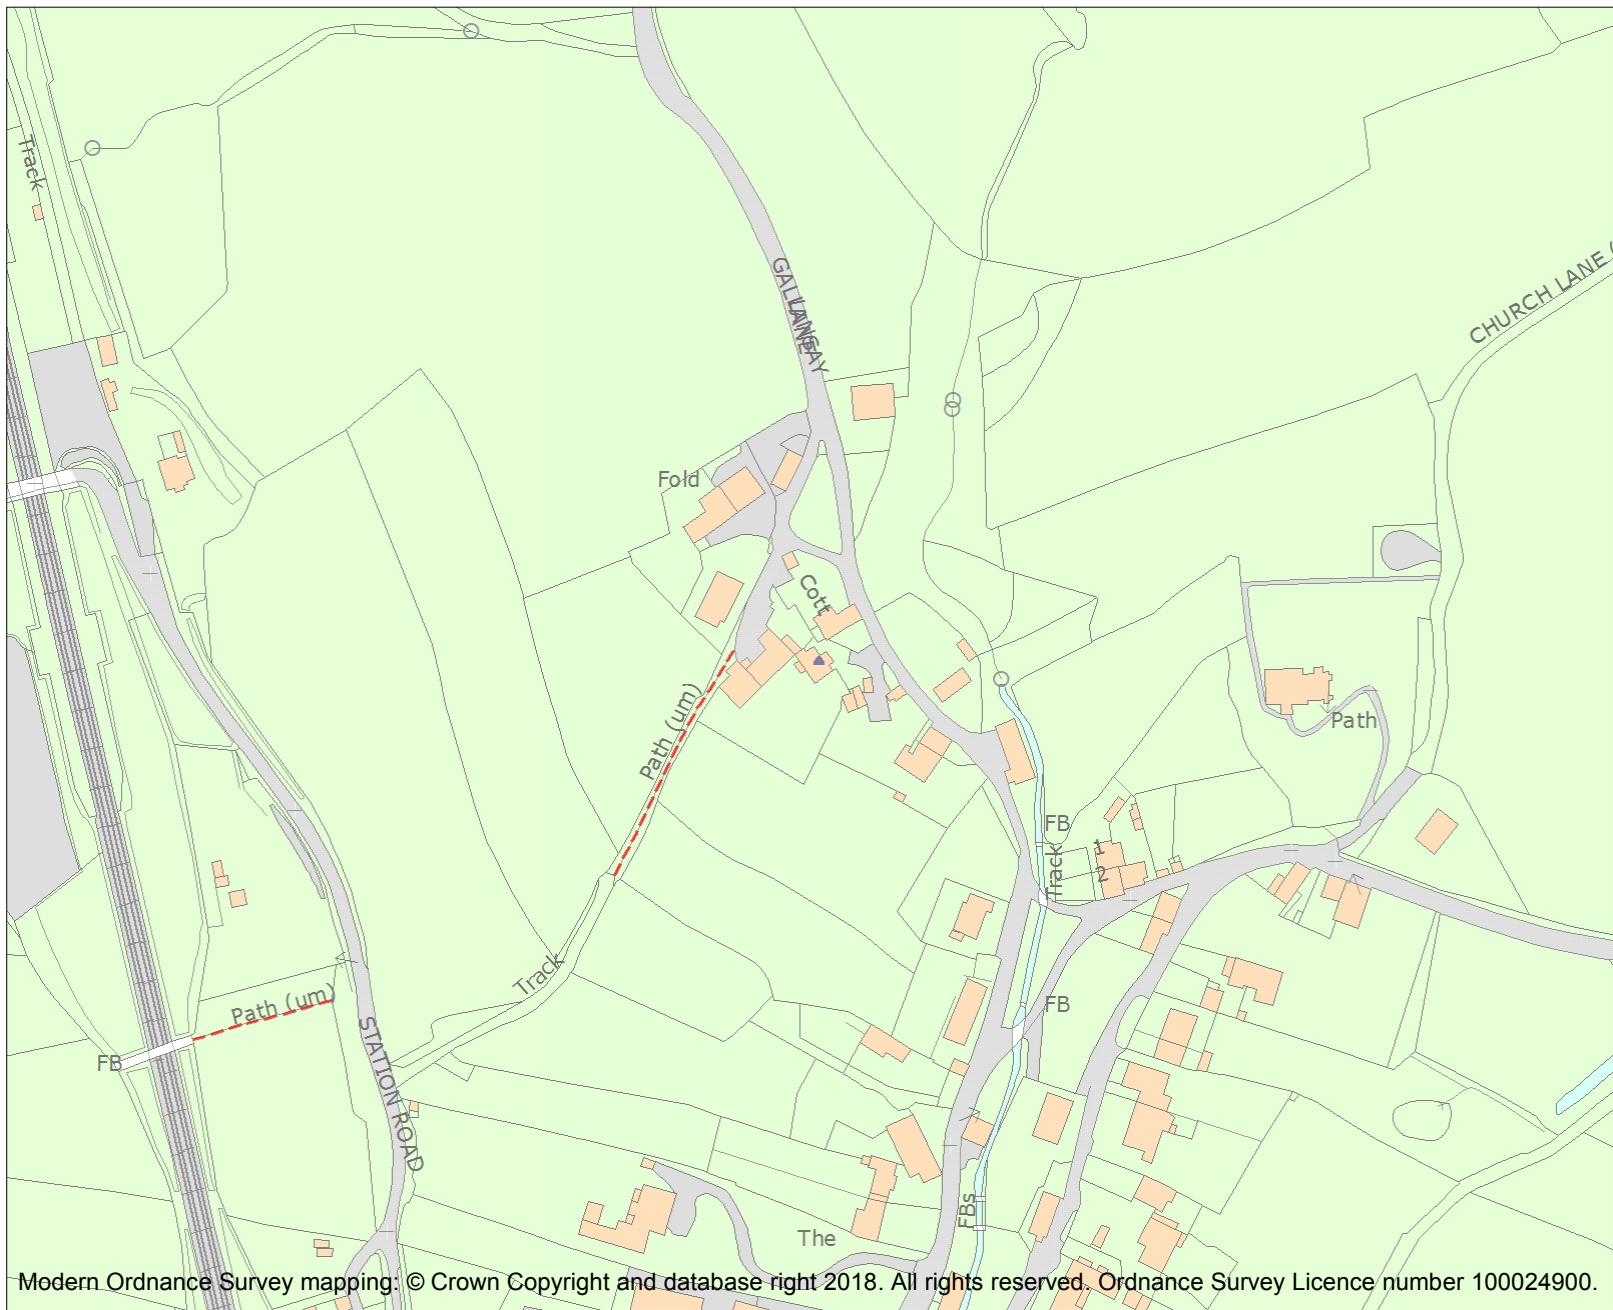 Track
GALLANSAY
LANE
CHURCH LANE
Fold
Cott
Path (um)
Path
FB
Track
1
2
Track
Path (um)
FB
FB
STATION ROAD
FBs
The
Modern Ordnance Survey mapping: © Crown Copyright and database right 2018. All rights reserved. Ordnance Survey Licence number 100024900.